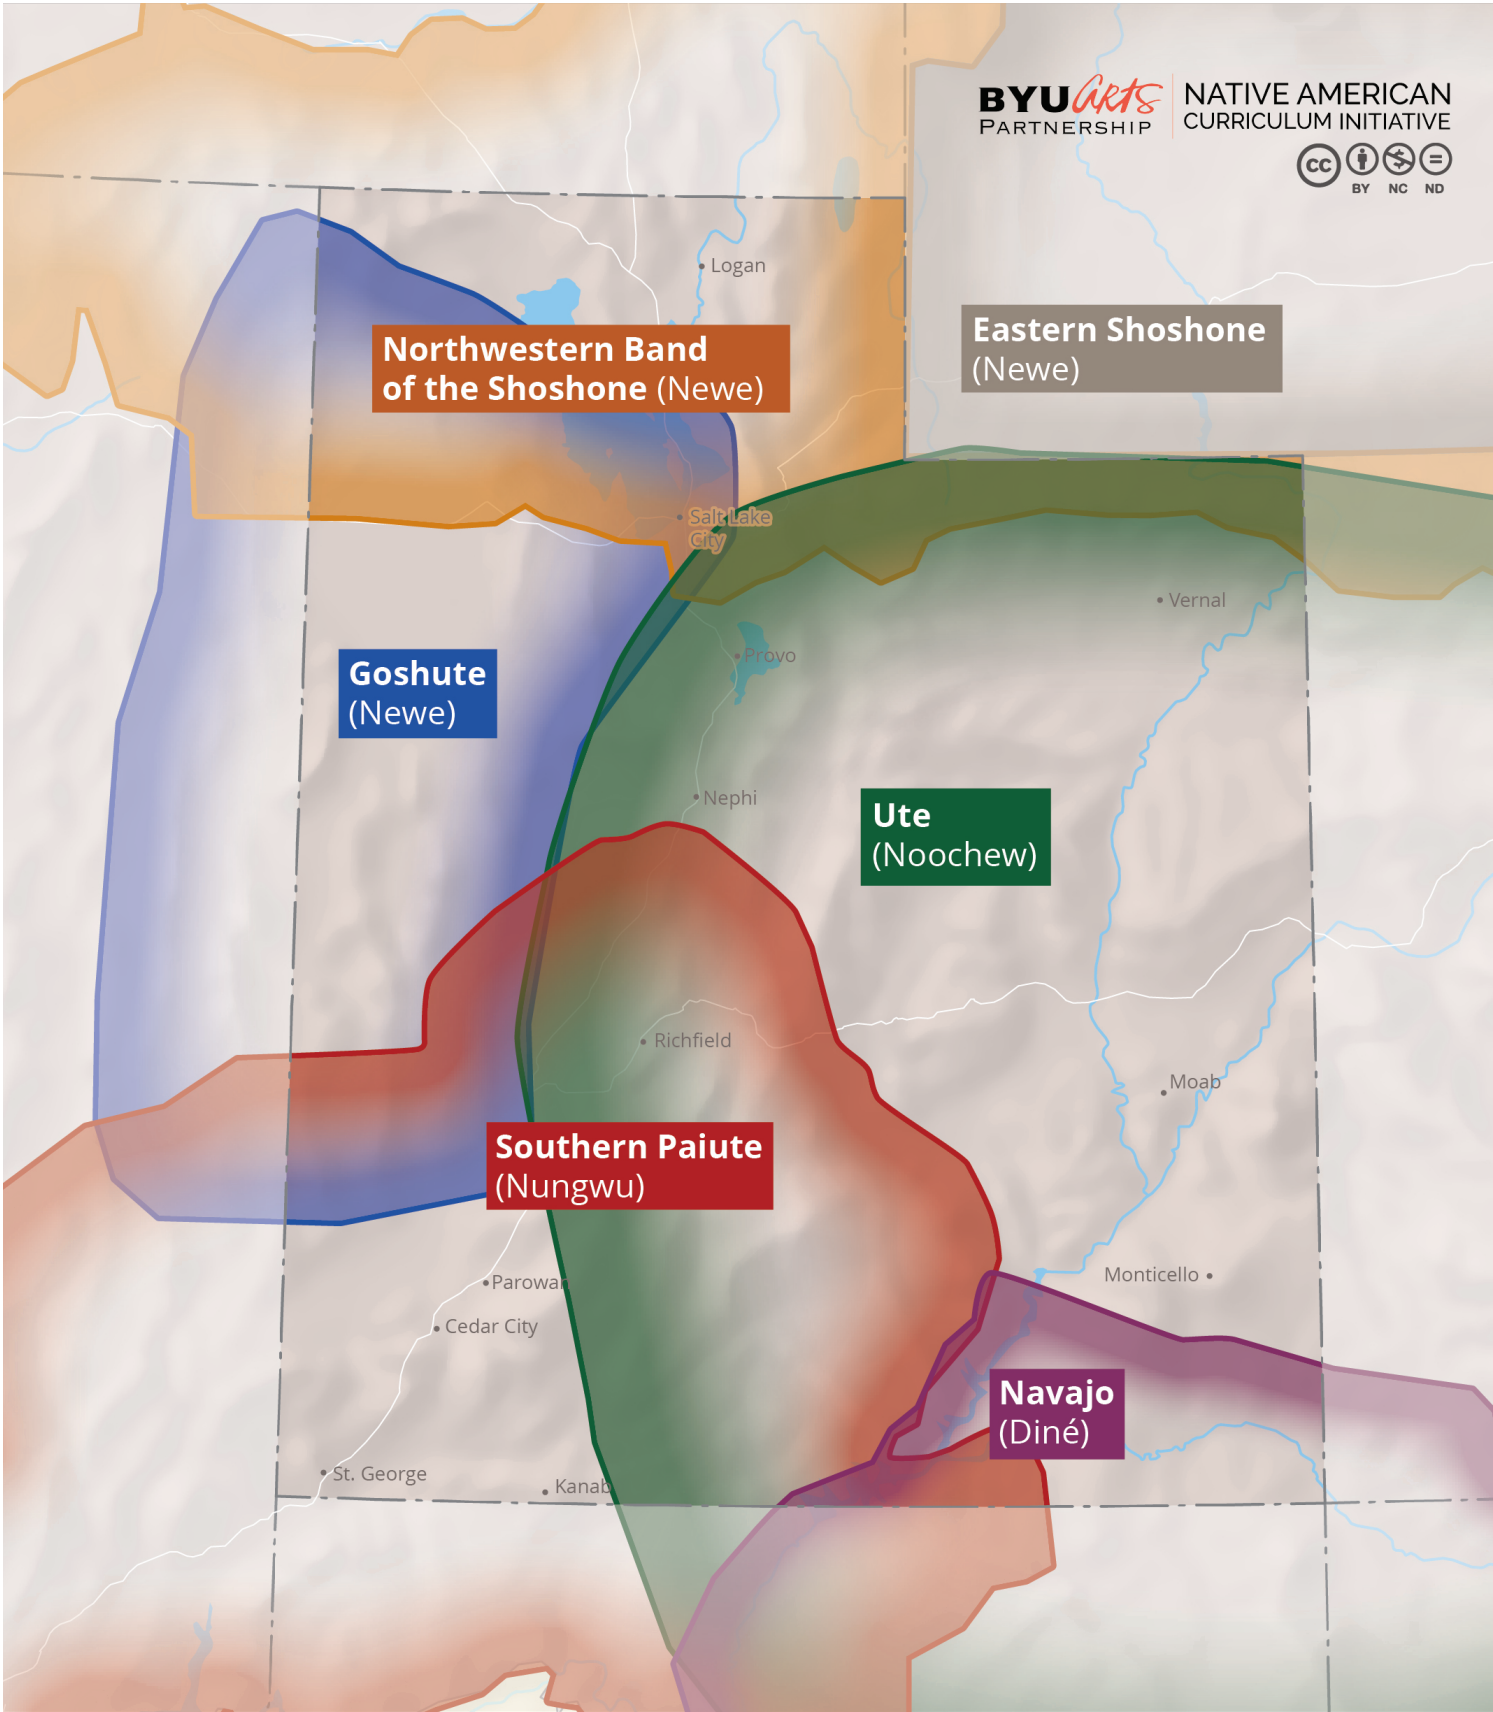 BYU arts
PARTNERSHIP
NATIVE AMERICAN
CURRICULUM INITIATIVE
cc
BY NC ND
Logan
Northwestern Band
of the Shoshone (Newe)
Eastern Shoshone
(Newe)
Salt Lake
City
Vernal
Provo
Goshute
(Newe)
Nephi
Ute
(Noochew)
Richfield
Moab
Southern Paiute
(Nungwu)
Parowan
Monticello
Cedar City
Navajo
(Diné)
St. George
Kanab